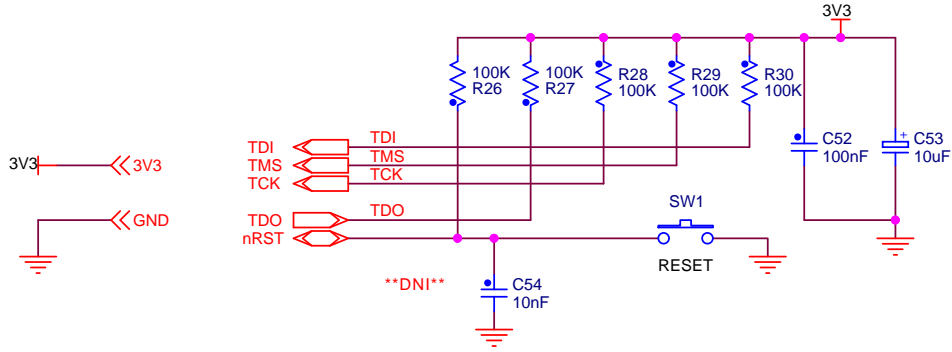 3V3
100K
R26
100K
R27
R28
100K
R29
100K
R30
100K
TDI
TDI
C52
100nF
+
C53
10uF
3V3
3V3
TMS
TMS
TCK
TCK
SW1
GND
TDO
TDO
nRST
RESET
**DNI**
C54
10nF